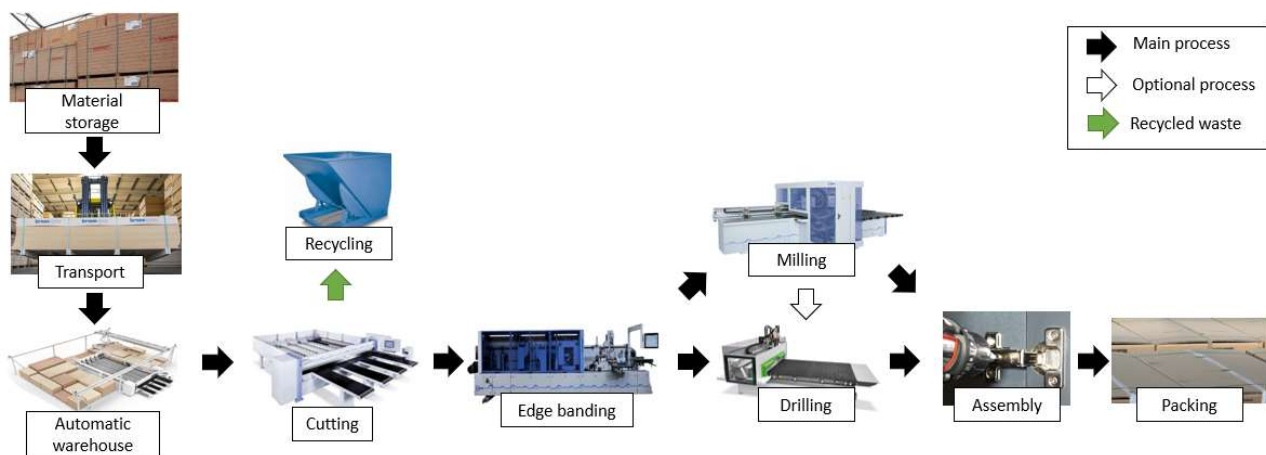 Main process
Optional process
Recycled waste
Material
storage
Transport
Automatic
warehouse
Recycling
Cutting
Edge banding
Milling
Drilling
Assembly
Packing